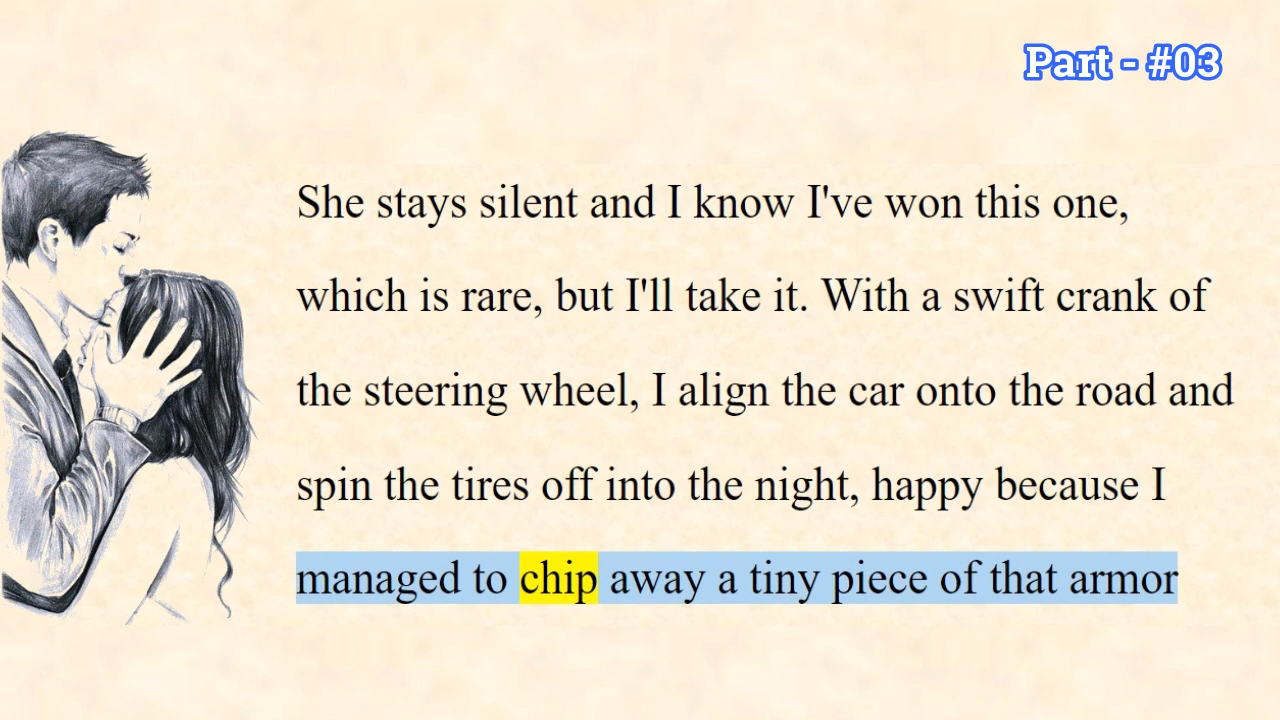 Part - #03
She stays silent and I know I've won this one,
which is rare, but I'll take it. With a swift crank of
the steering wheel, I align the car onto the road and
spin the tires off into the night, happy because I
managed to chip away a tiny piece of that armor